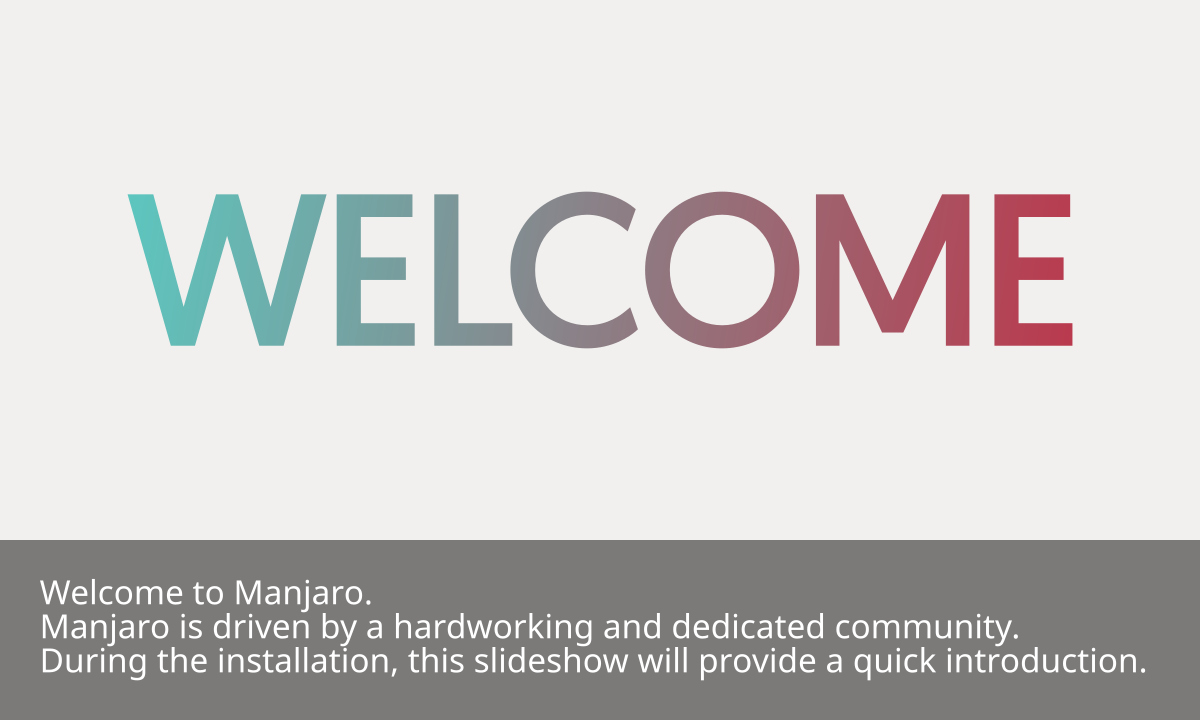 WELCOME
Welcome to Manjaro.
Manjaro is driven by a hardworking and dedicated community.
During the installation, this slideshow will provide a quick introduction.